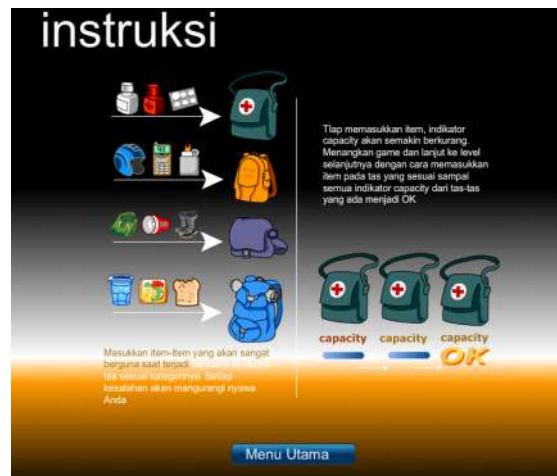 instruksi
Tiap memasukkan item, indikator
capacity akan semakin berkurang.
Menangkan game dan lanjut ke level
selanjutnya dengan cara memasukkan
item pada tas yang sesuai sampai
semua indikator capacity dari tas-tas
yang ada menjadi OK
capacity capacity capacity
OK
Masukkan item-item yang akan sangat
berguna saat terjadi
tas sesuai kategorinya. Setiap
kesalahan akan mengurangi nyawa
Anda
Menu Utama